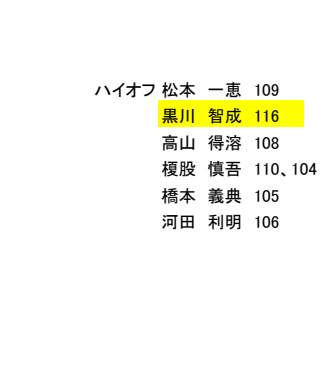 ハイオフ 松本 一恵 109
黒川 智成 116
高山 得溶 108
榎股 慎吾 110、104
橋本 義典 105
河田 利明 106